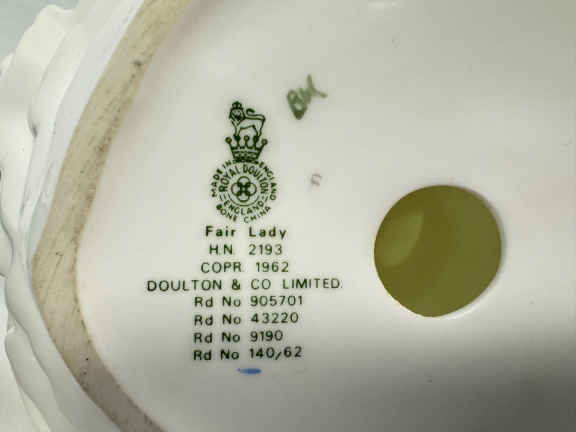 BM
MADE IN ENGLAND
ROYAL DOULTON
ENGLAND
BONE CHINA
Fair Lady
H.N. 2193
COPR. 1962
DOULTON & CO LIMITED.
Rd No 905701
Rd No 43220
Rd No 9190
Rd No 140/62